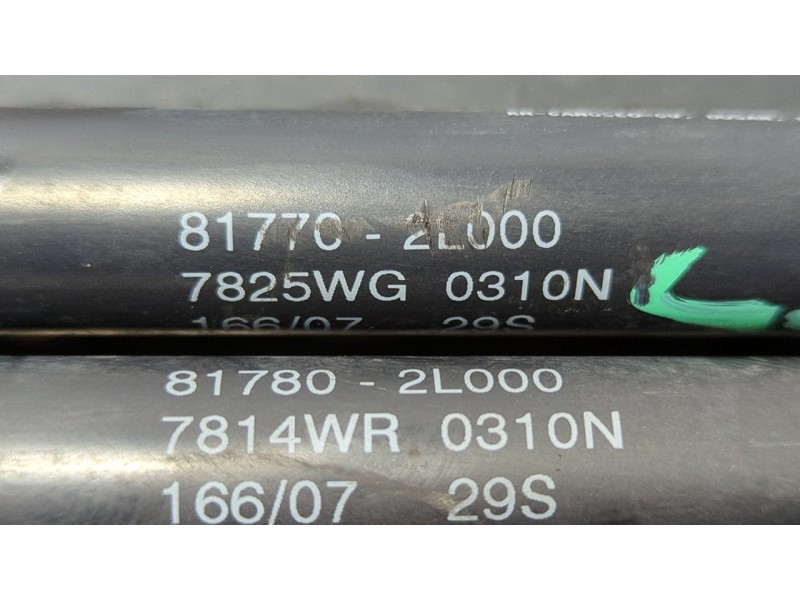 81770 - 2L000
7825WG 0310N
166/07 29S
81780 - 2L000
7814WR 0310N
166/07 29S